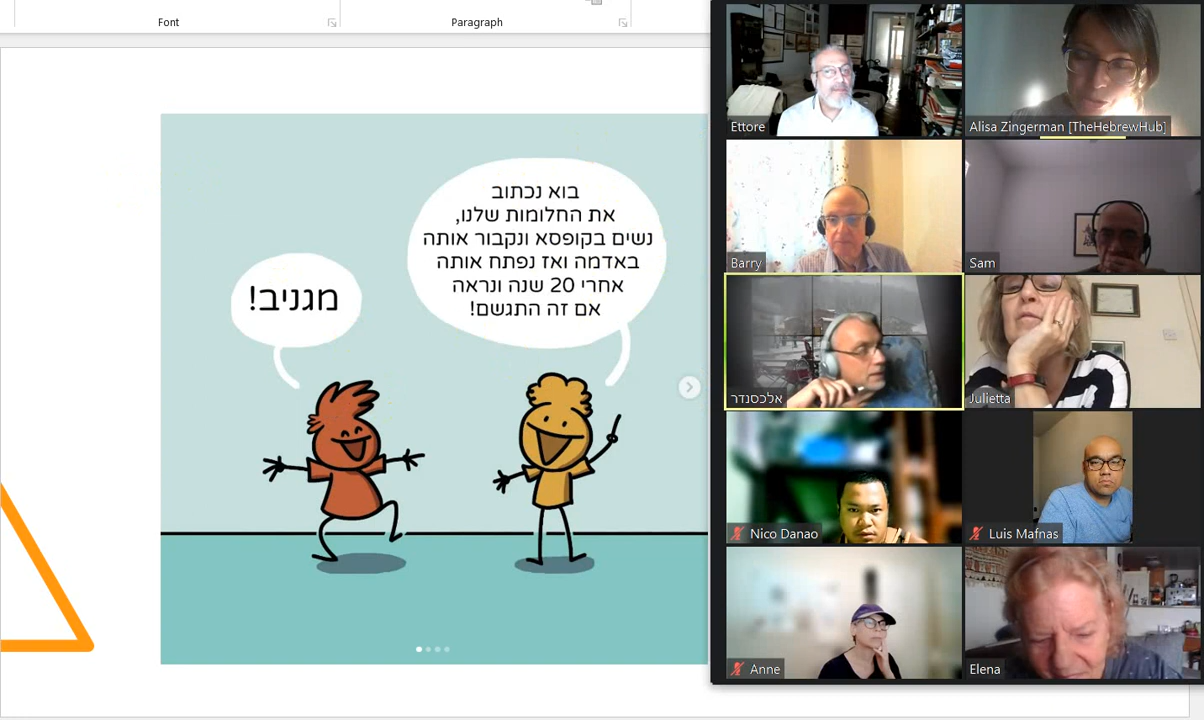 Font
Paragraph
בוא נכתוב
את החלומות שלנו,
נשים בקופסא ונקבור אותה
באדמה ואז נפתח אותה
אחרי 20 שנה ונראה
אם זה התגשם!
מגניב!
Ettore
Alisa Zingerman [TheHebrewHub]
Barry
Sam
אלכסנדר
Julietta
Nico Danao
Luis Mafnas
Anne
Elena